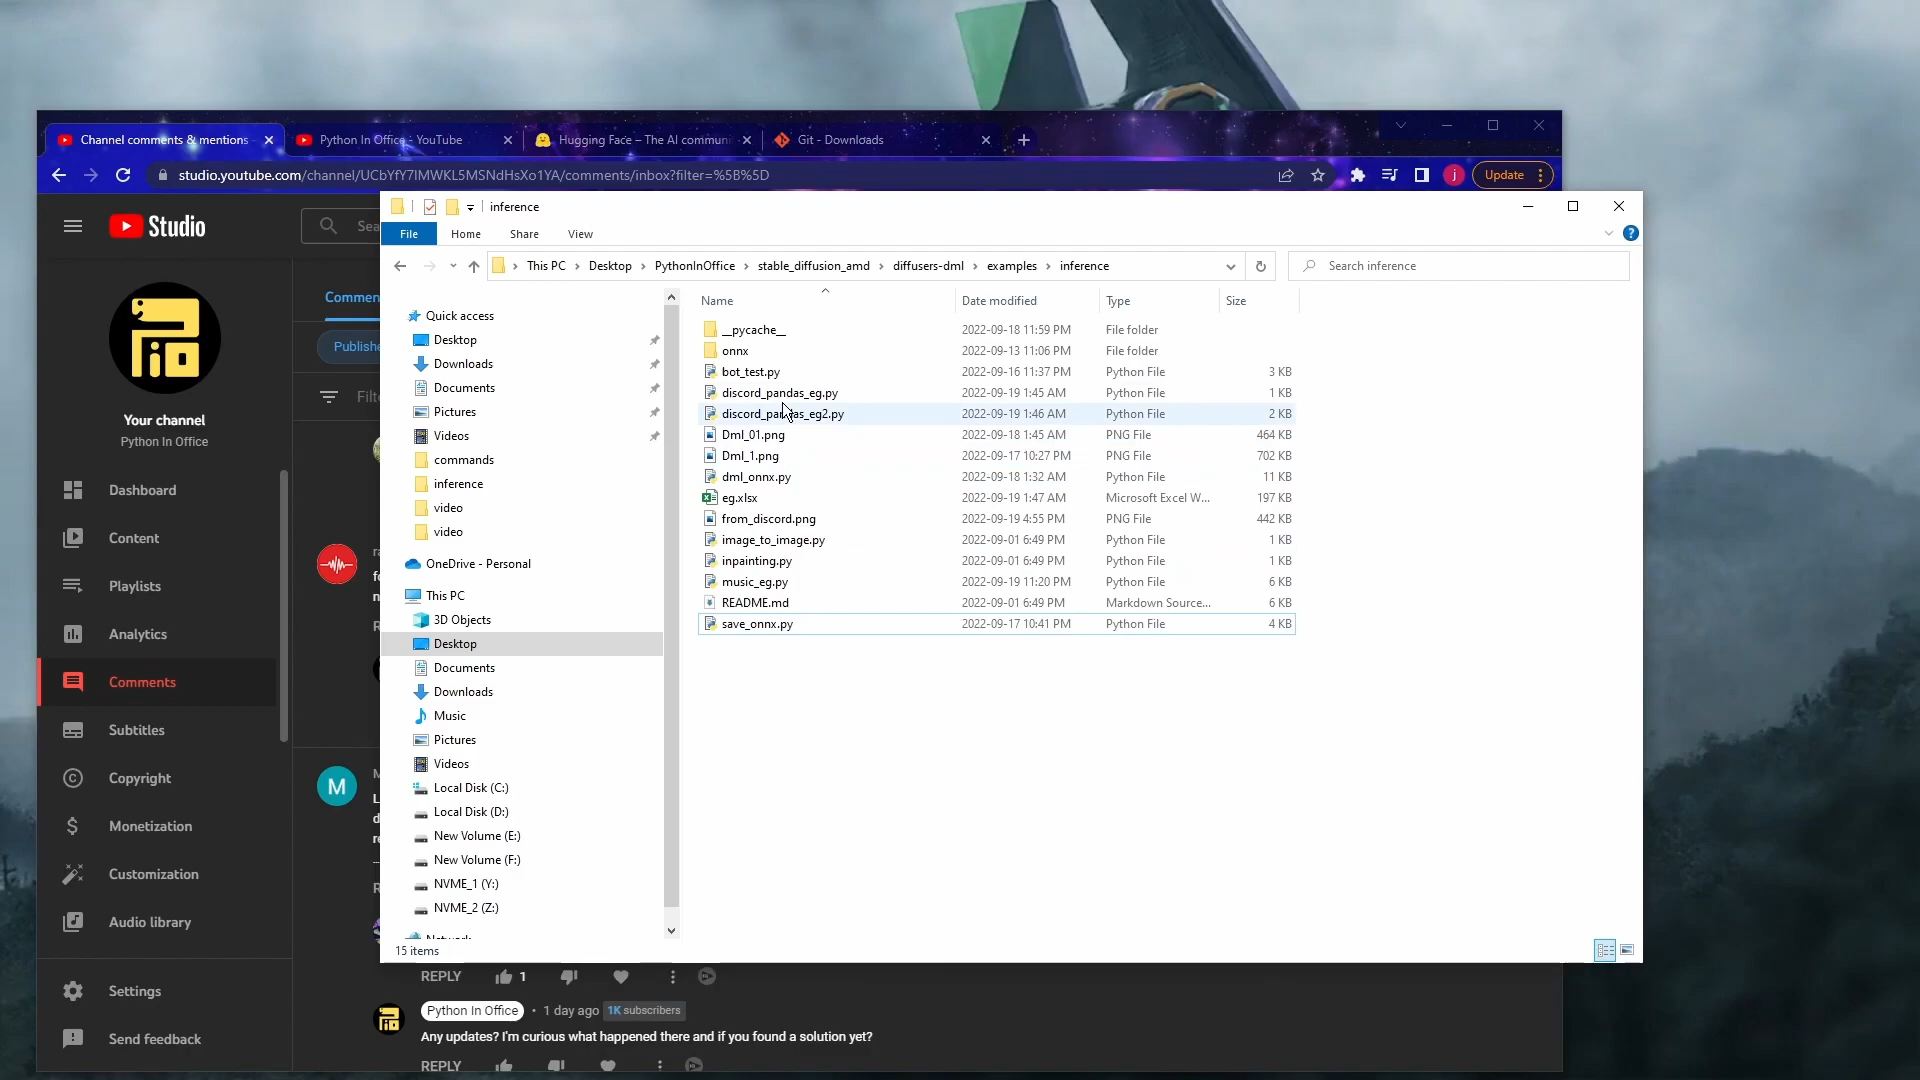 Channel comments & mentions
Python In Office - YouTube
Hugging Face – The AI communi
Git - Downloads
studio.youtube.com/channel/UCbYfY7IMWKL5MSNdHsXo1YA/comments/inbox?filter=%5B%5D
j
Update
inference
File
Home
Share
View
This PC
Desktop
PythonInOffice
stable_diffusion_amd
diffusers-dml
examples
inference
Search inference
Studio
Sea
Your channel
Python In Office
Dashboard
Content
Playlists
Analytics
Comments
Subtitles
Copyright
Monetization
Customization
Audio library
Settings
Send feedback
Commen
Publishe
Filt
M
Quick access
Desktop
Downloads
Documents
Pictures
Videos
commands
inference
video
video
OneDrive - Personal
This PC
3D Objects
Desktop
Documents
Downloads
Music
Pictures
Videos
Local Disk (C:)
Local Disk (D:)
New Volume (E:)
New Volume (F:)
NVME_1 (Y:)
NVME_2 (Z:)
Name Date modified Type Size
__pycache__ 2022-09-18 11:59 PM File folder
onnx 2022-09-13 11:06 PM File folder
bot_test.py 2022-09-16 11:37 PM Python File 3 KB
discord_pandas_eg.py 2022-09-19 1:45 AM Python File 1 KB
discord_pandas_eg2.py 2022-09-19 1:46 AM Python File 2 KB
Dml_01.png 2022-09-18 1:45 AM PNG File 464 KB
Dml_1.png 2022-09-17 10:27 PM PNG File 702 KB
dml_onnx.py 2022-09-18 1:32 AM Python File 11 KB
eg.xlsx 2022-09-19 1:47 AM Microsoft Excel W... 197 KB
from_discord.png 2022-09-19 4:55 PM PNG File 442 KB
image_to_image.py 2022-09-01 6:49 PM Python File 1 KB
inpainting.py 2022-09-01 6:49 PM Python File 1 KB
music_eg.py 2022-09-19 11:20 PM Python File 6 KB
README.md 2022-09-01 6:49 PM Markdown Source... 6 KB
save_onnx.py 2022-09-17 10:41 PM Python File 4 KB
15 items
REPLY 1
Python In Office • 1 day ago 1K subscribers
Any updates? I'm curious what happened there and if you found a solution yet?
REPLY